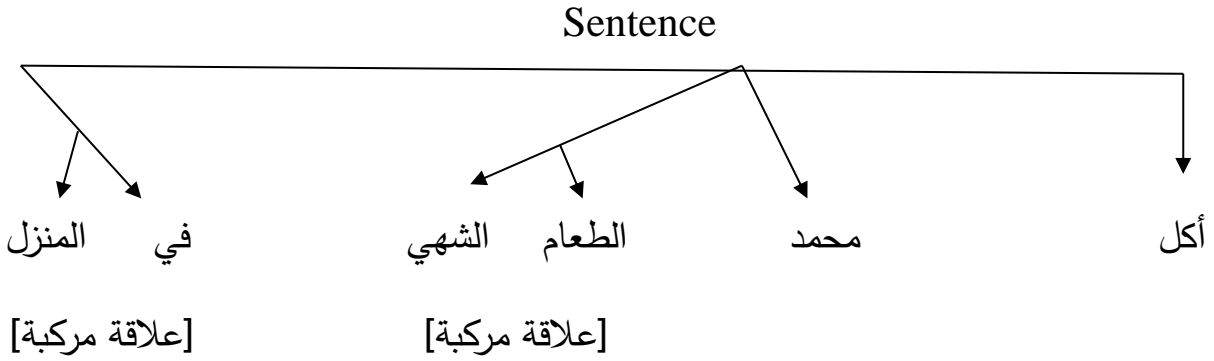 Sentence
أكل محمد الطعام الشهي في المنزل
[علاقة مركبة] [علاقة مركبة]